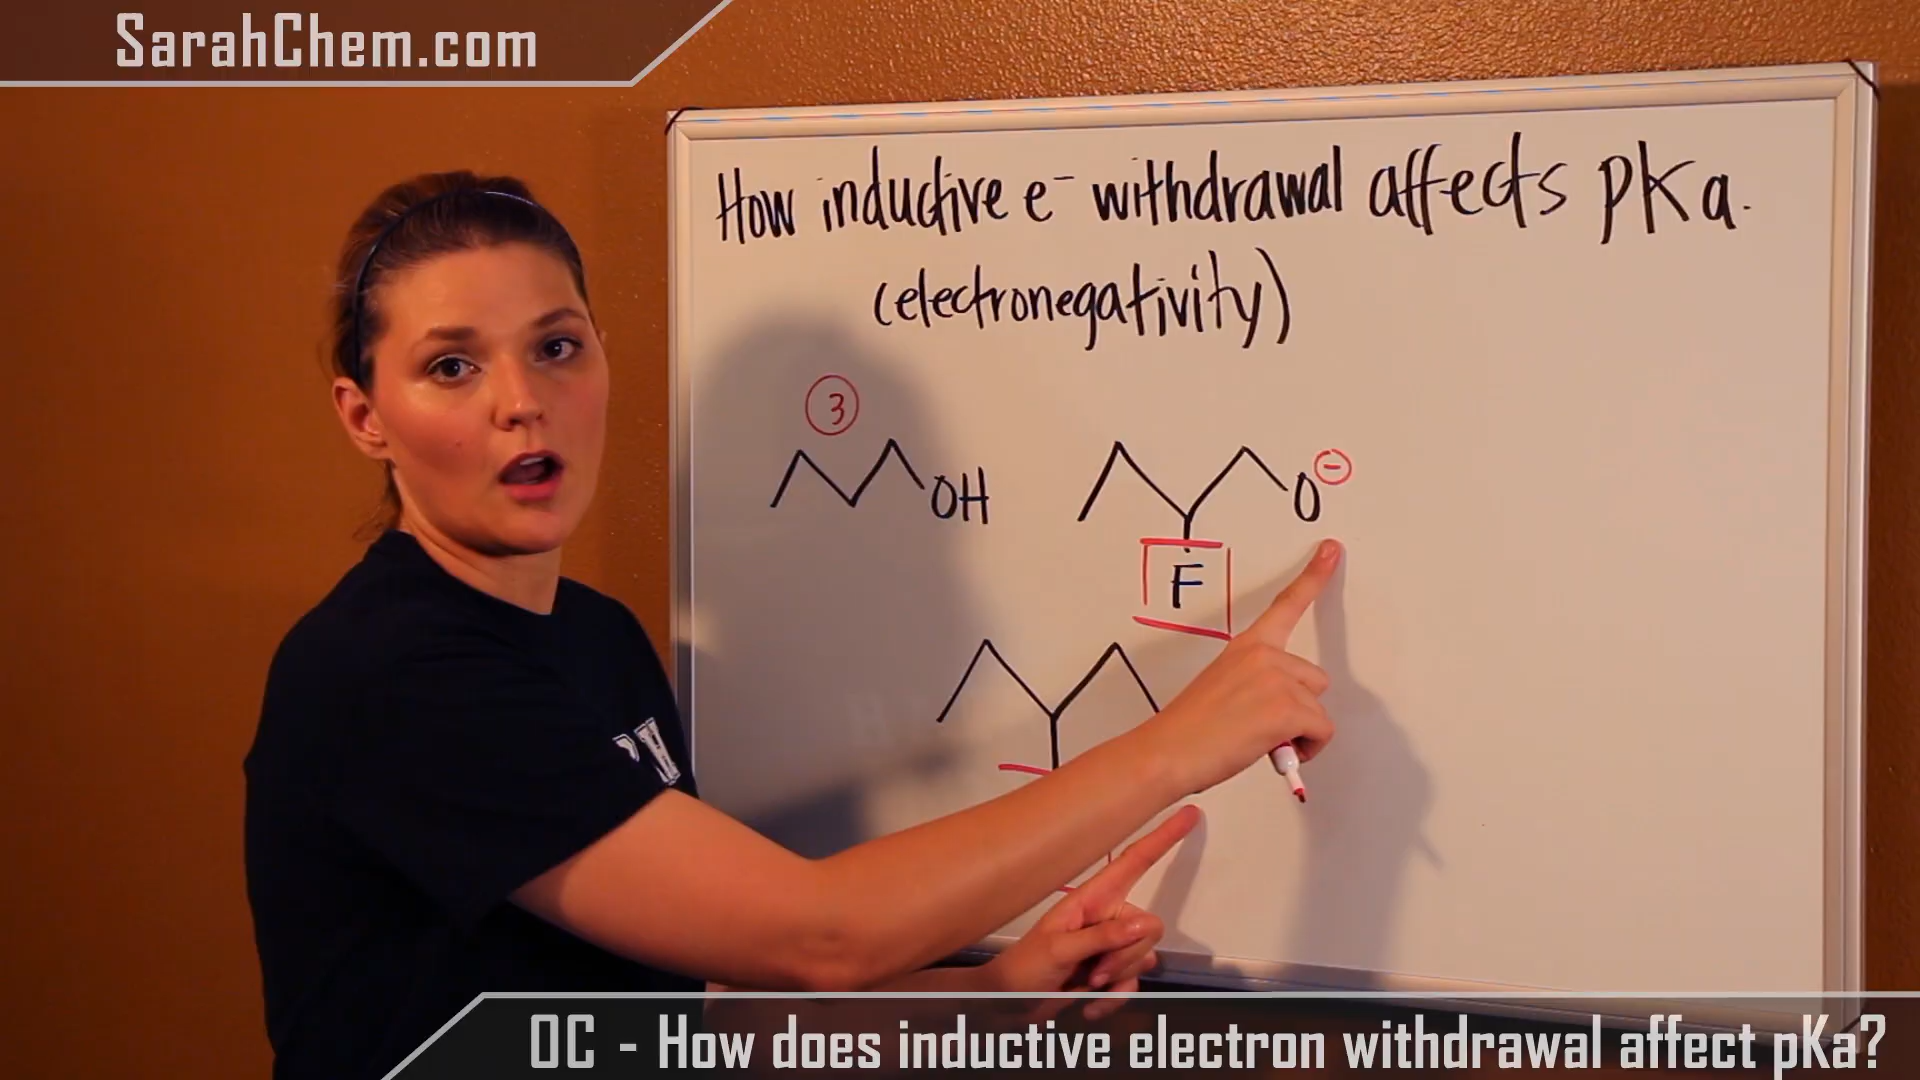 SarahChem.com
How inductive e⁻ withdrawal affects pKa.
(electronegativity)
3
OH
O⊖
F
OC - How does inductive electron withdrawal affect pKa?